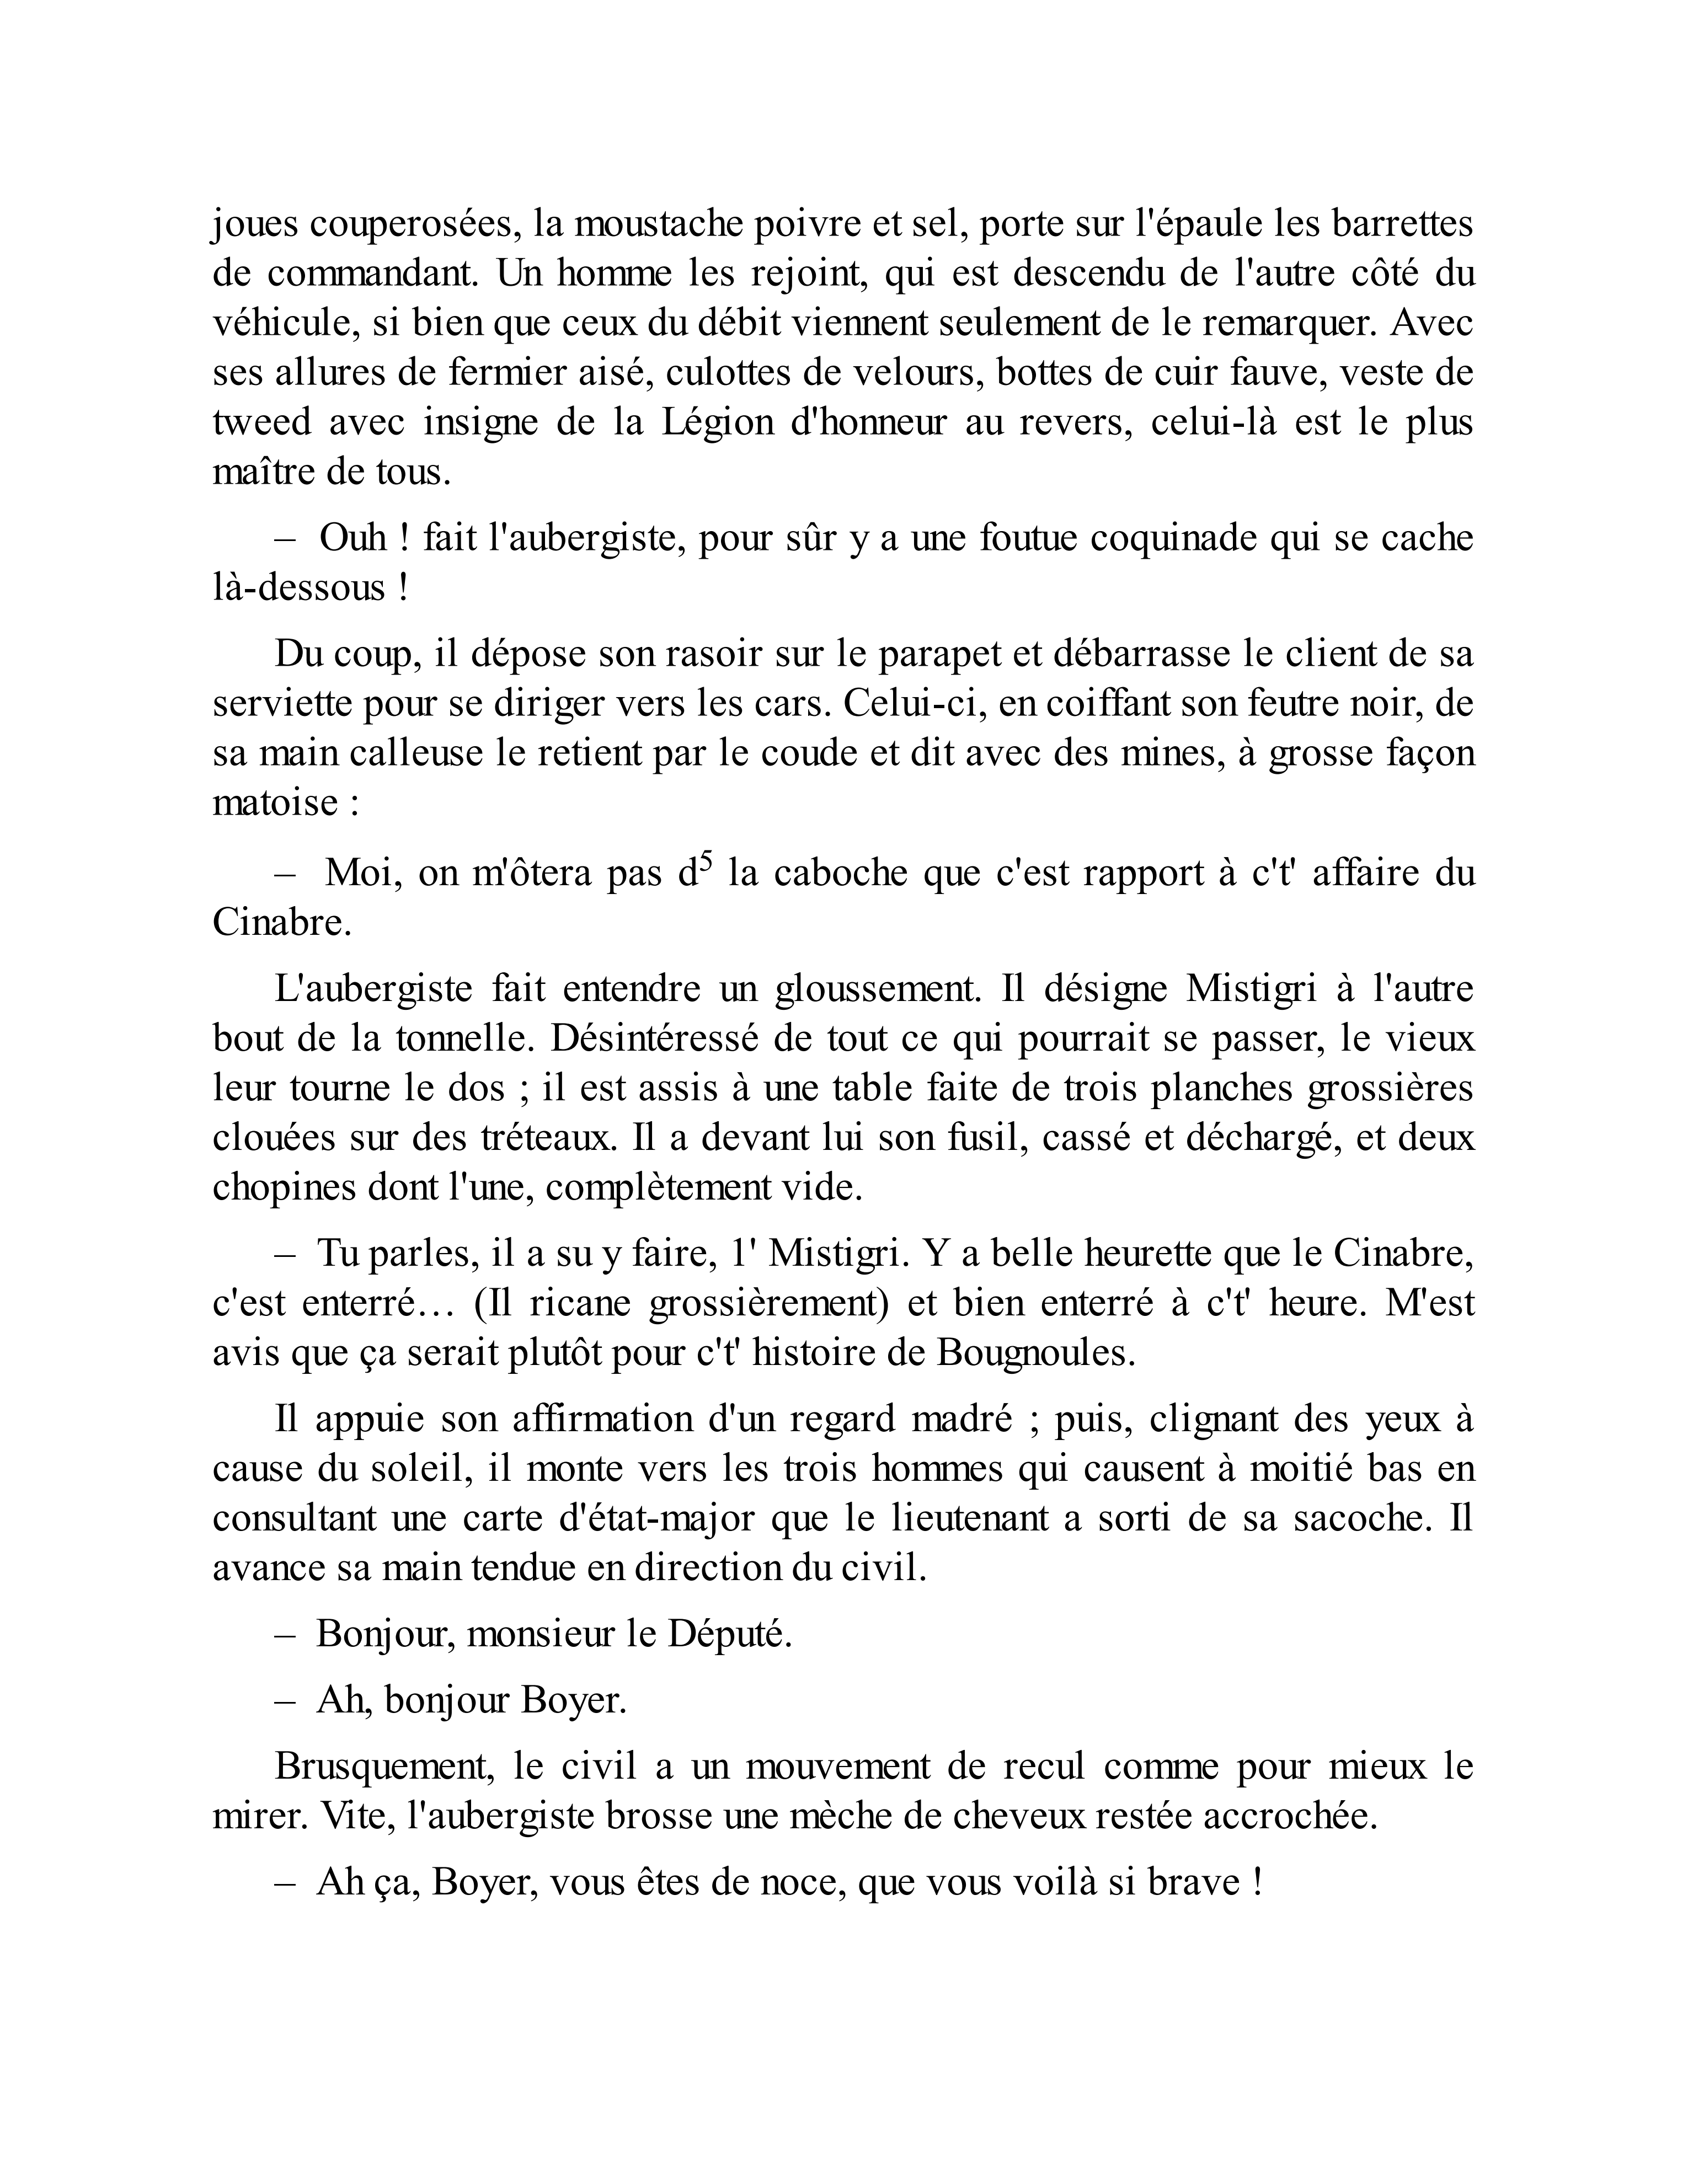 joues couperosées, la moustache poivre et sel, porte sur l'épaule les barrettes
de commandant. Un homme les rejoint, qui est descendu de l'autre côté du
véhicule, si bien que ceux du débit viennent seulement de le remarquer. Avec
ses allures de fermier aisé, culottes de velours, bottes de cuir fauve, veste de
tweed avec insigne de la Légion d'honneur au revers, celui-là est le plus
maître de tous.
– Ouh ! fait l'aubergiste, pour sûr y a une foutue coquinade qui se cache
là-dessous !
Du coup, il dépose son rasoir sur le parapet et débarrasse le client de sa
serviette pour se diriger vers les cars. Celui-ci, en coiffant son feutre noir, de
sa main calleuse le retient par le coude et dit avec des mines, à grosse façon
matoise :
– Moi, on m'ôtera pas d⁵ la caboche que c'est rapport à c't' affaire du
Cinabre.
L'aubergiste fait entendre un gloussement. Il désigne Mistigri à l'autre
bout de la tonnelle. Désintéressé de tout ce qui pourrait se passer, le vieux
leur tourne le dos ; il est assis à une table faite de trois planches grossières
clouées sur des tréteaux. Il a devant lui son fusil, cassé et déchargé, et deux
chopines dont l'une, complètement vide.
– Tu parles, il a su y faire, 1' Mistigri. Y a belle heurette que le Cinabre,
c'est enterré… (Il ricane grossièrement) et bien enterré à c't' heure. M'est
avis que ça serait plutôt pour c't' histoire de Bougnoules.
Il appuie son affirmation d'un regard madré ; puis, clignant des yeux à
cause du soleil, il monte vers les trois hommes qui causent à moitié bas en
consultant une carte d'état-major que le lieutenant a sorti de sa sacoche. Il
avance sa main tendue en direction du civil.
– Bonjour, monsieur le Député.
– Ah, bonjour Boyer.
Brusquement, le civil a un mouvement de recul comme pour mieux le
mirer. Vite, l'aubergiste brosse une mèche de cheveux restée accrochée.
– Ah ça, Boyer, vous êtes de noce, que vous voilà si brave !